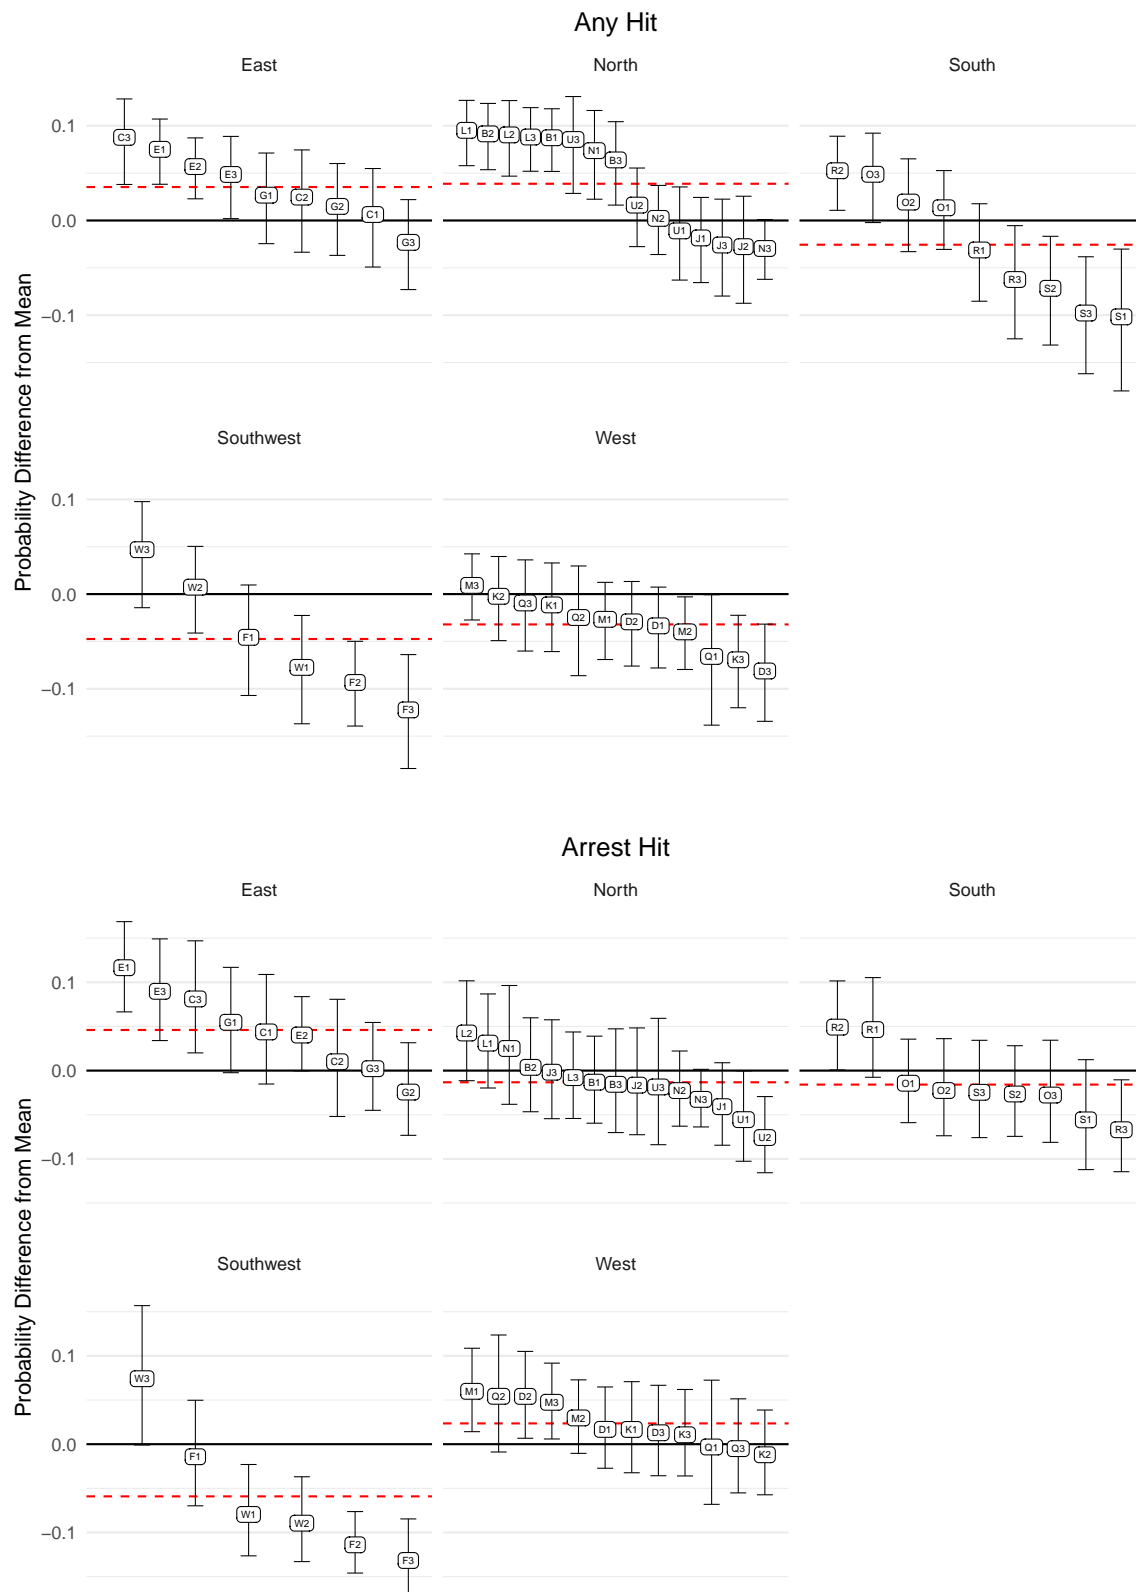 Any Hit
East
North
South
0.1
0.0
−0.1
C3
E1
E2
E3
G1
C2
G2
C1
G3
L1
B2
L2
L3
B1
U3
N1
B3
U2
N2
U1
J1
J3
J2
N3
R2
O3
O2
O1
R1
R3
S2
S3
S1
Probability Difference from Mean
Southwest
West
0.1
0.0
−0.1
W3
W2
F1
W1
F2
F3
M3
K2
Q3
K1
Q2
M1
D2
D1
M2
Q1
K3
D3
Arrest Hit
East
North
South
0.1
0.0
−0.1
E1
E3
C3
G1
C1
E2
C2
G3
G2
L2
L1
N1
B2
J3
L3
B1
B3
J2
U3
N2
N3
J1
U1
U2
R2
R1
O1
O2
S3
S2
O3
S1
R3
Probability Difference from Mean
Southwest
West
0.1
0.0
−0.1
W3
F1
W1
W2
F2
F3
M1
Q2
D2
M3
M2
D1
K1
D3
K3
Q1
Q3
K2